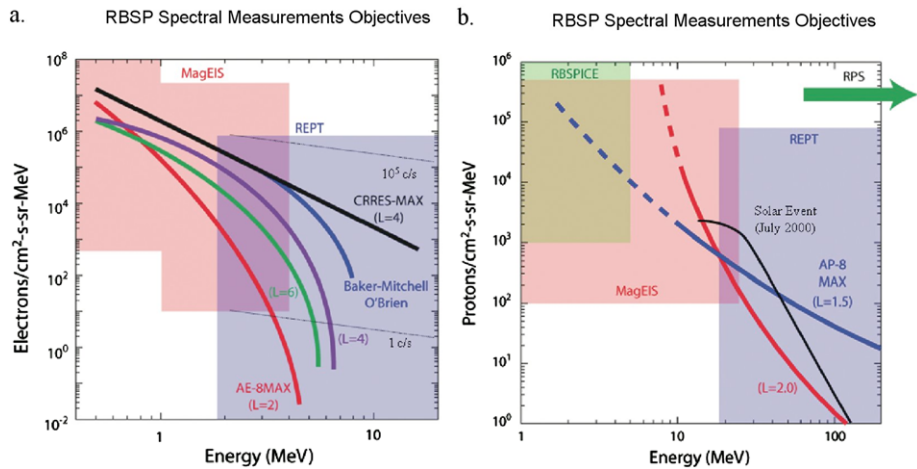 a.
RBSP Spectral Measurements Objectives
10^8
10^6
10^4
10^2
10^0
10^-2
Electrons/cm²-s-sr-MeV
MagEIS
REPT
10^5 c/s
CRRES-MAX
(L=4)
(L=6)
Baker-Mitchell
O'Brien
(L=4)
1 c/s
AE-8MAX
(L=2)
1
10
Energy (MeV)
b.
RBSP Spectral Measurements Objectives
10^6
10^5
10^4
10^3
10^2
10^1
10^0
Protons/cm²-s-sr-MeV
RBSPICE
RPS
REPT
Solar Event
(July 2000)
AP-8
MAX
(L=1.5)
MagEIS
(L=2.0)
1
10
100
Energy (MeV)